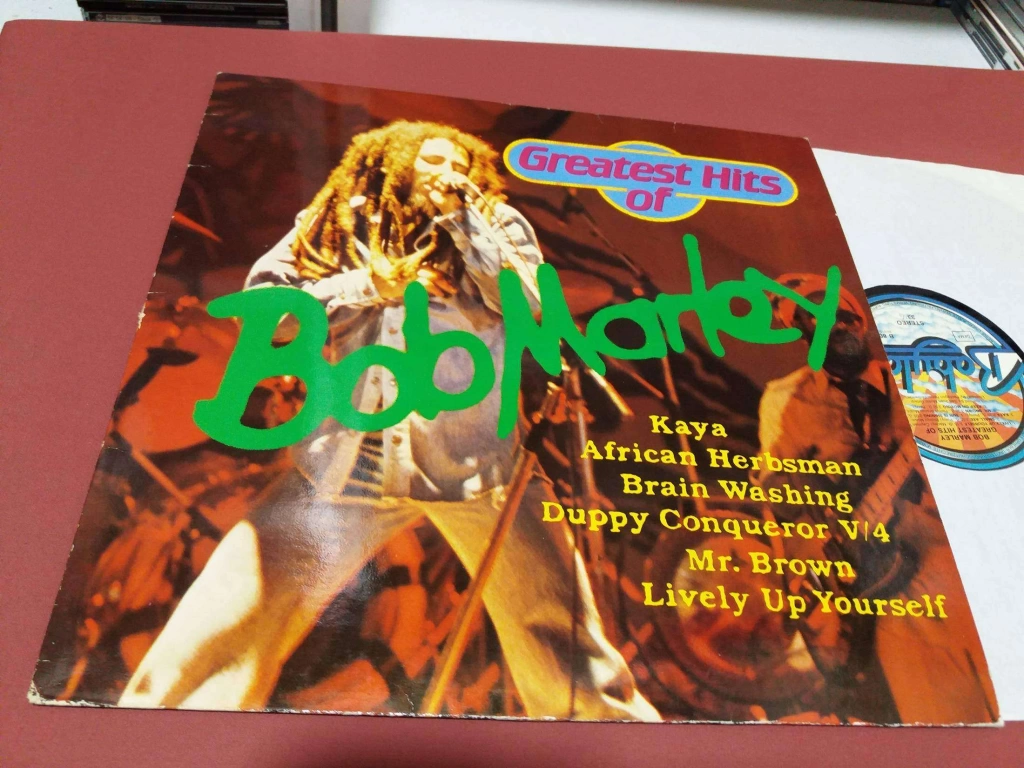 Greatest Hits
of
Bob Marley
Kaya
African Herbsman
Brain Washing
Duppy Conqueror V/4
Mr. Brown
Lively Up Yourself
STEREO
33
BOB MARLEY
GREATEST HITS OF